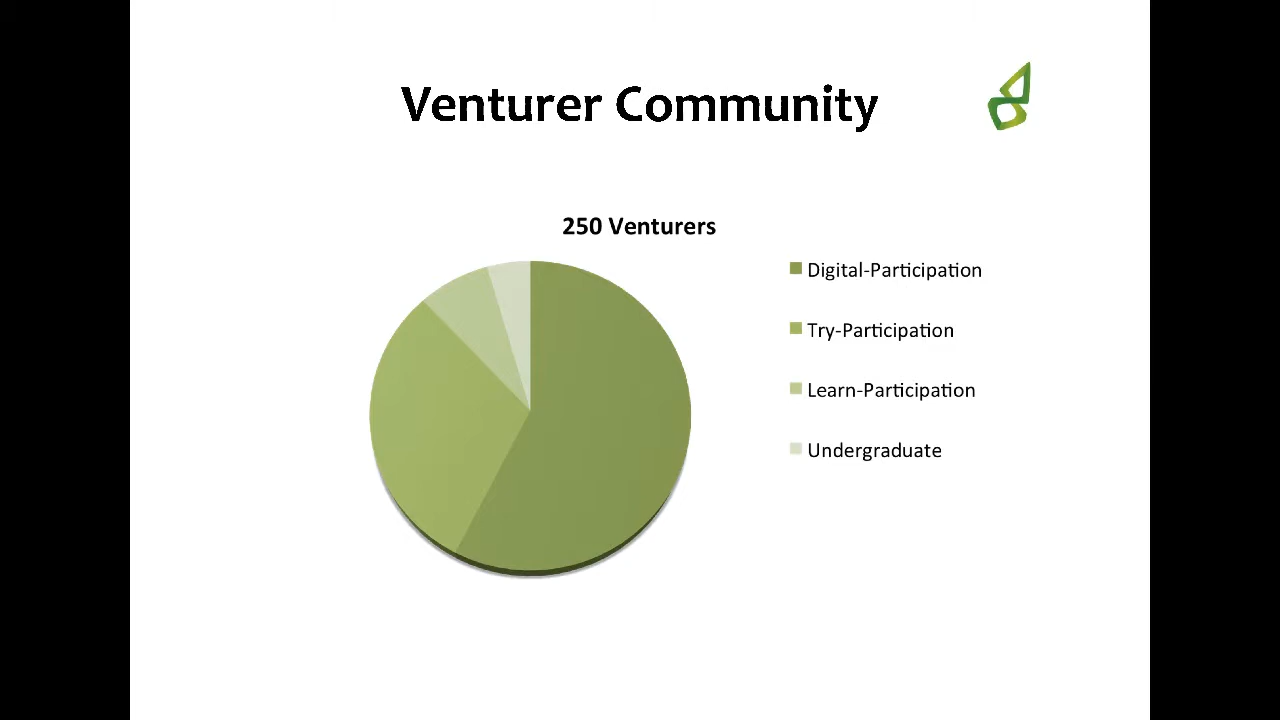 Venturer Community
250 Venturers
Digital-Participation
Try-Participation
Learn-Participation
Undergraduate